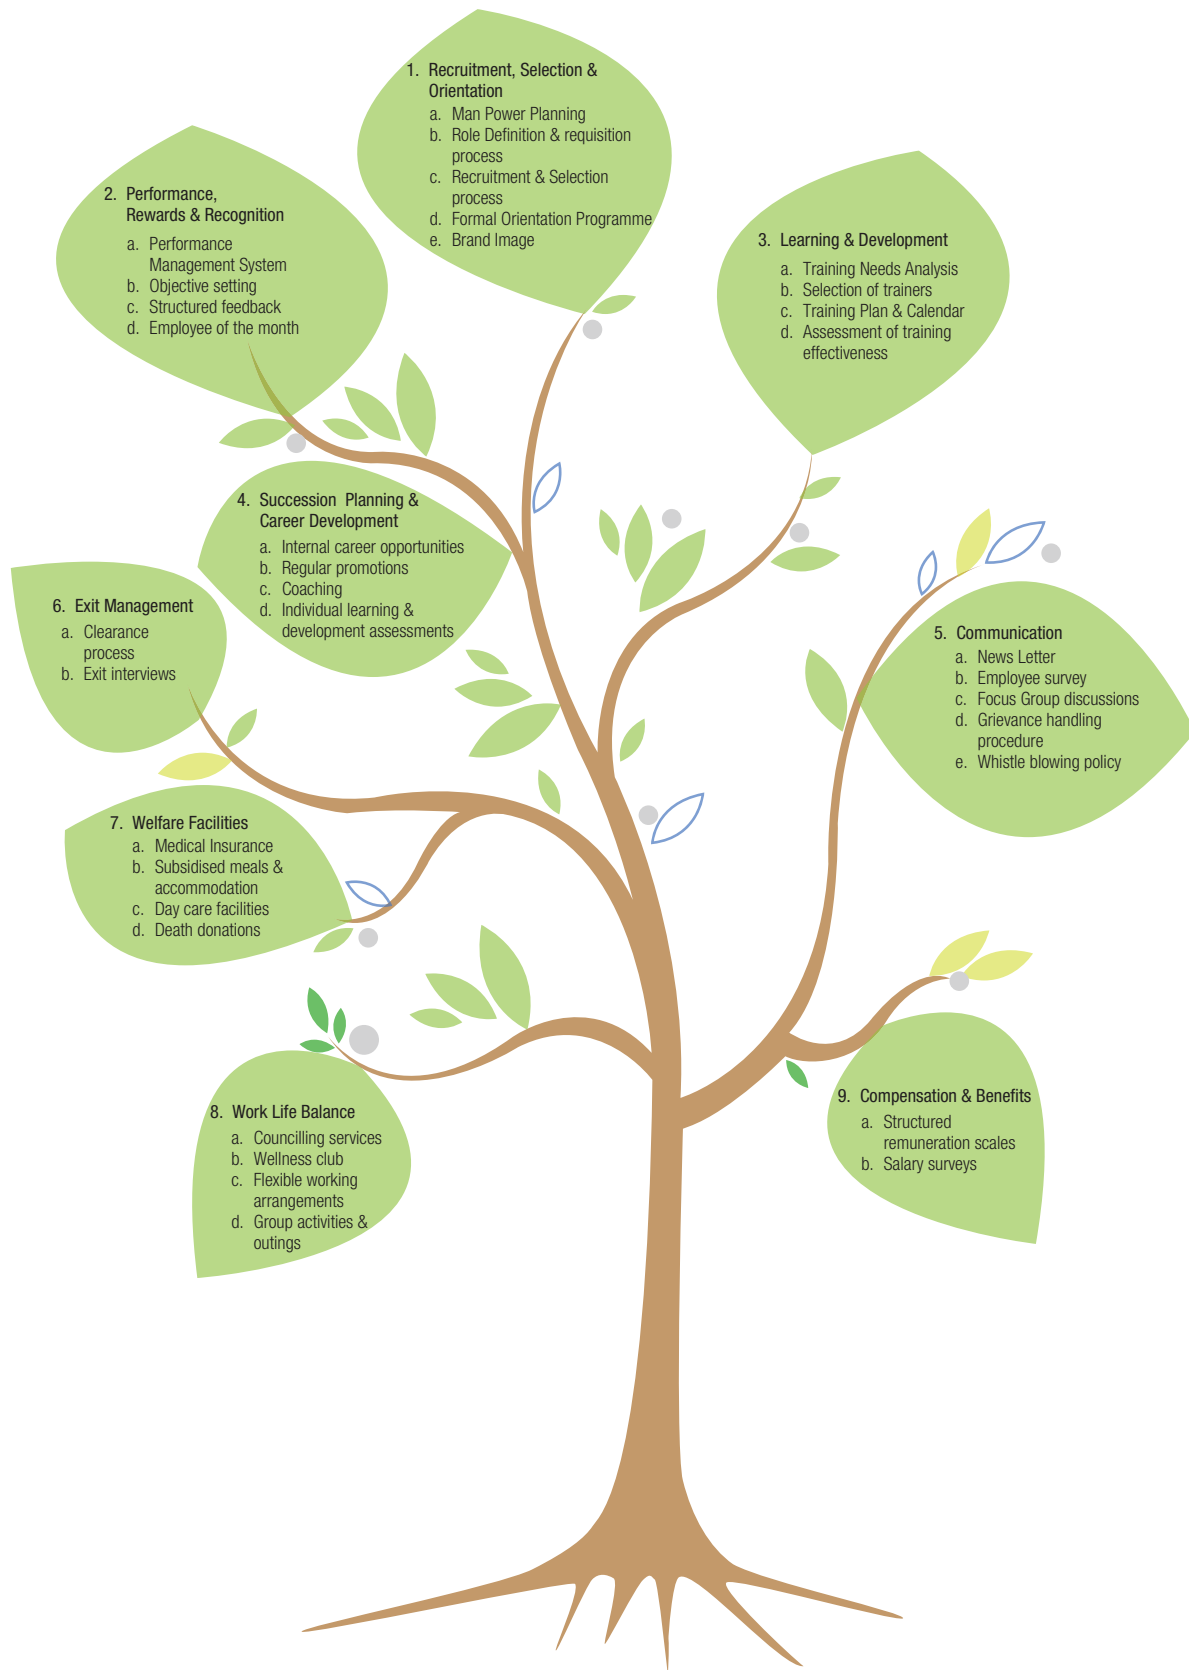 1. Recruitment, Selection &
Orientation
a. Man Power Planning
b. Role Definition & requisition
process
c. Recruitment & Selection
process
d. Formal Orientation Programme
e. Brand Image
2. Performance,
Rewards & Recognition
a. Performance
Management System
b. Objective setting
c. Structured feedback
d. Employee of the month
3. Learning & Development
a. Training Needs Analysis
b. Selection of trainers
c. Training Plan & Calendar
d. Assessment of training
effectiveness
4. Succession Planning &
Career Development
a. Internal career opportunities
b. Regular promotions
c. Coaching
d. Individual learning &
development assessments
5. Communication
a. News Letter
b. Employee survey
c. Focus Group discussions
d. Grievance handling
procedure
e. Whistle blowing policy
6. Exit Management
a. Clearance
process
b. Exit interviews
7. Welfare Facilities
a. Medical Insurance
b. Subsidised meals &
accommodation
c. Day care facilities
d. Death donations
8. Work Life Balance
a. Councilling services
b. Wellness club
c. Flexible working
arrangements
d. Group activities &
outings
9. Compensation & Benefits
a. Structured
remuneration scales
b. Salary surveys